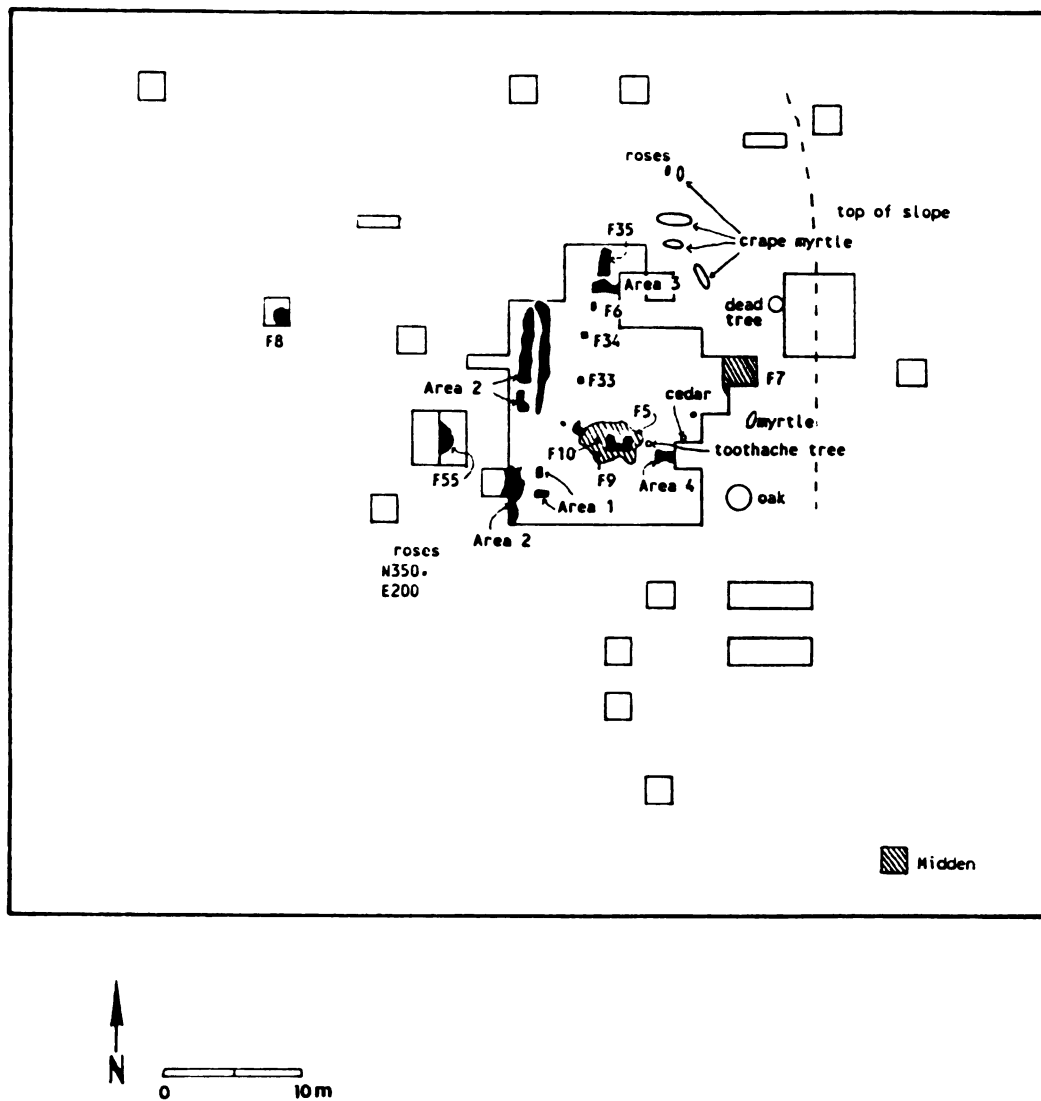 roses
top of slope
F35
crape myrtle
Area 3
F6
dead
tree
F8
F34
Area 2
F33
F7
cedar
F5
myrtle
F10
toothache tree
F55
F9
Area 4
oak
Area 1
Area 2
roses
N350
E200
Midden
N
0 10m